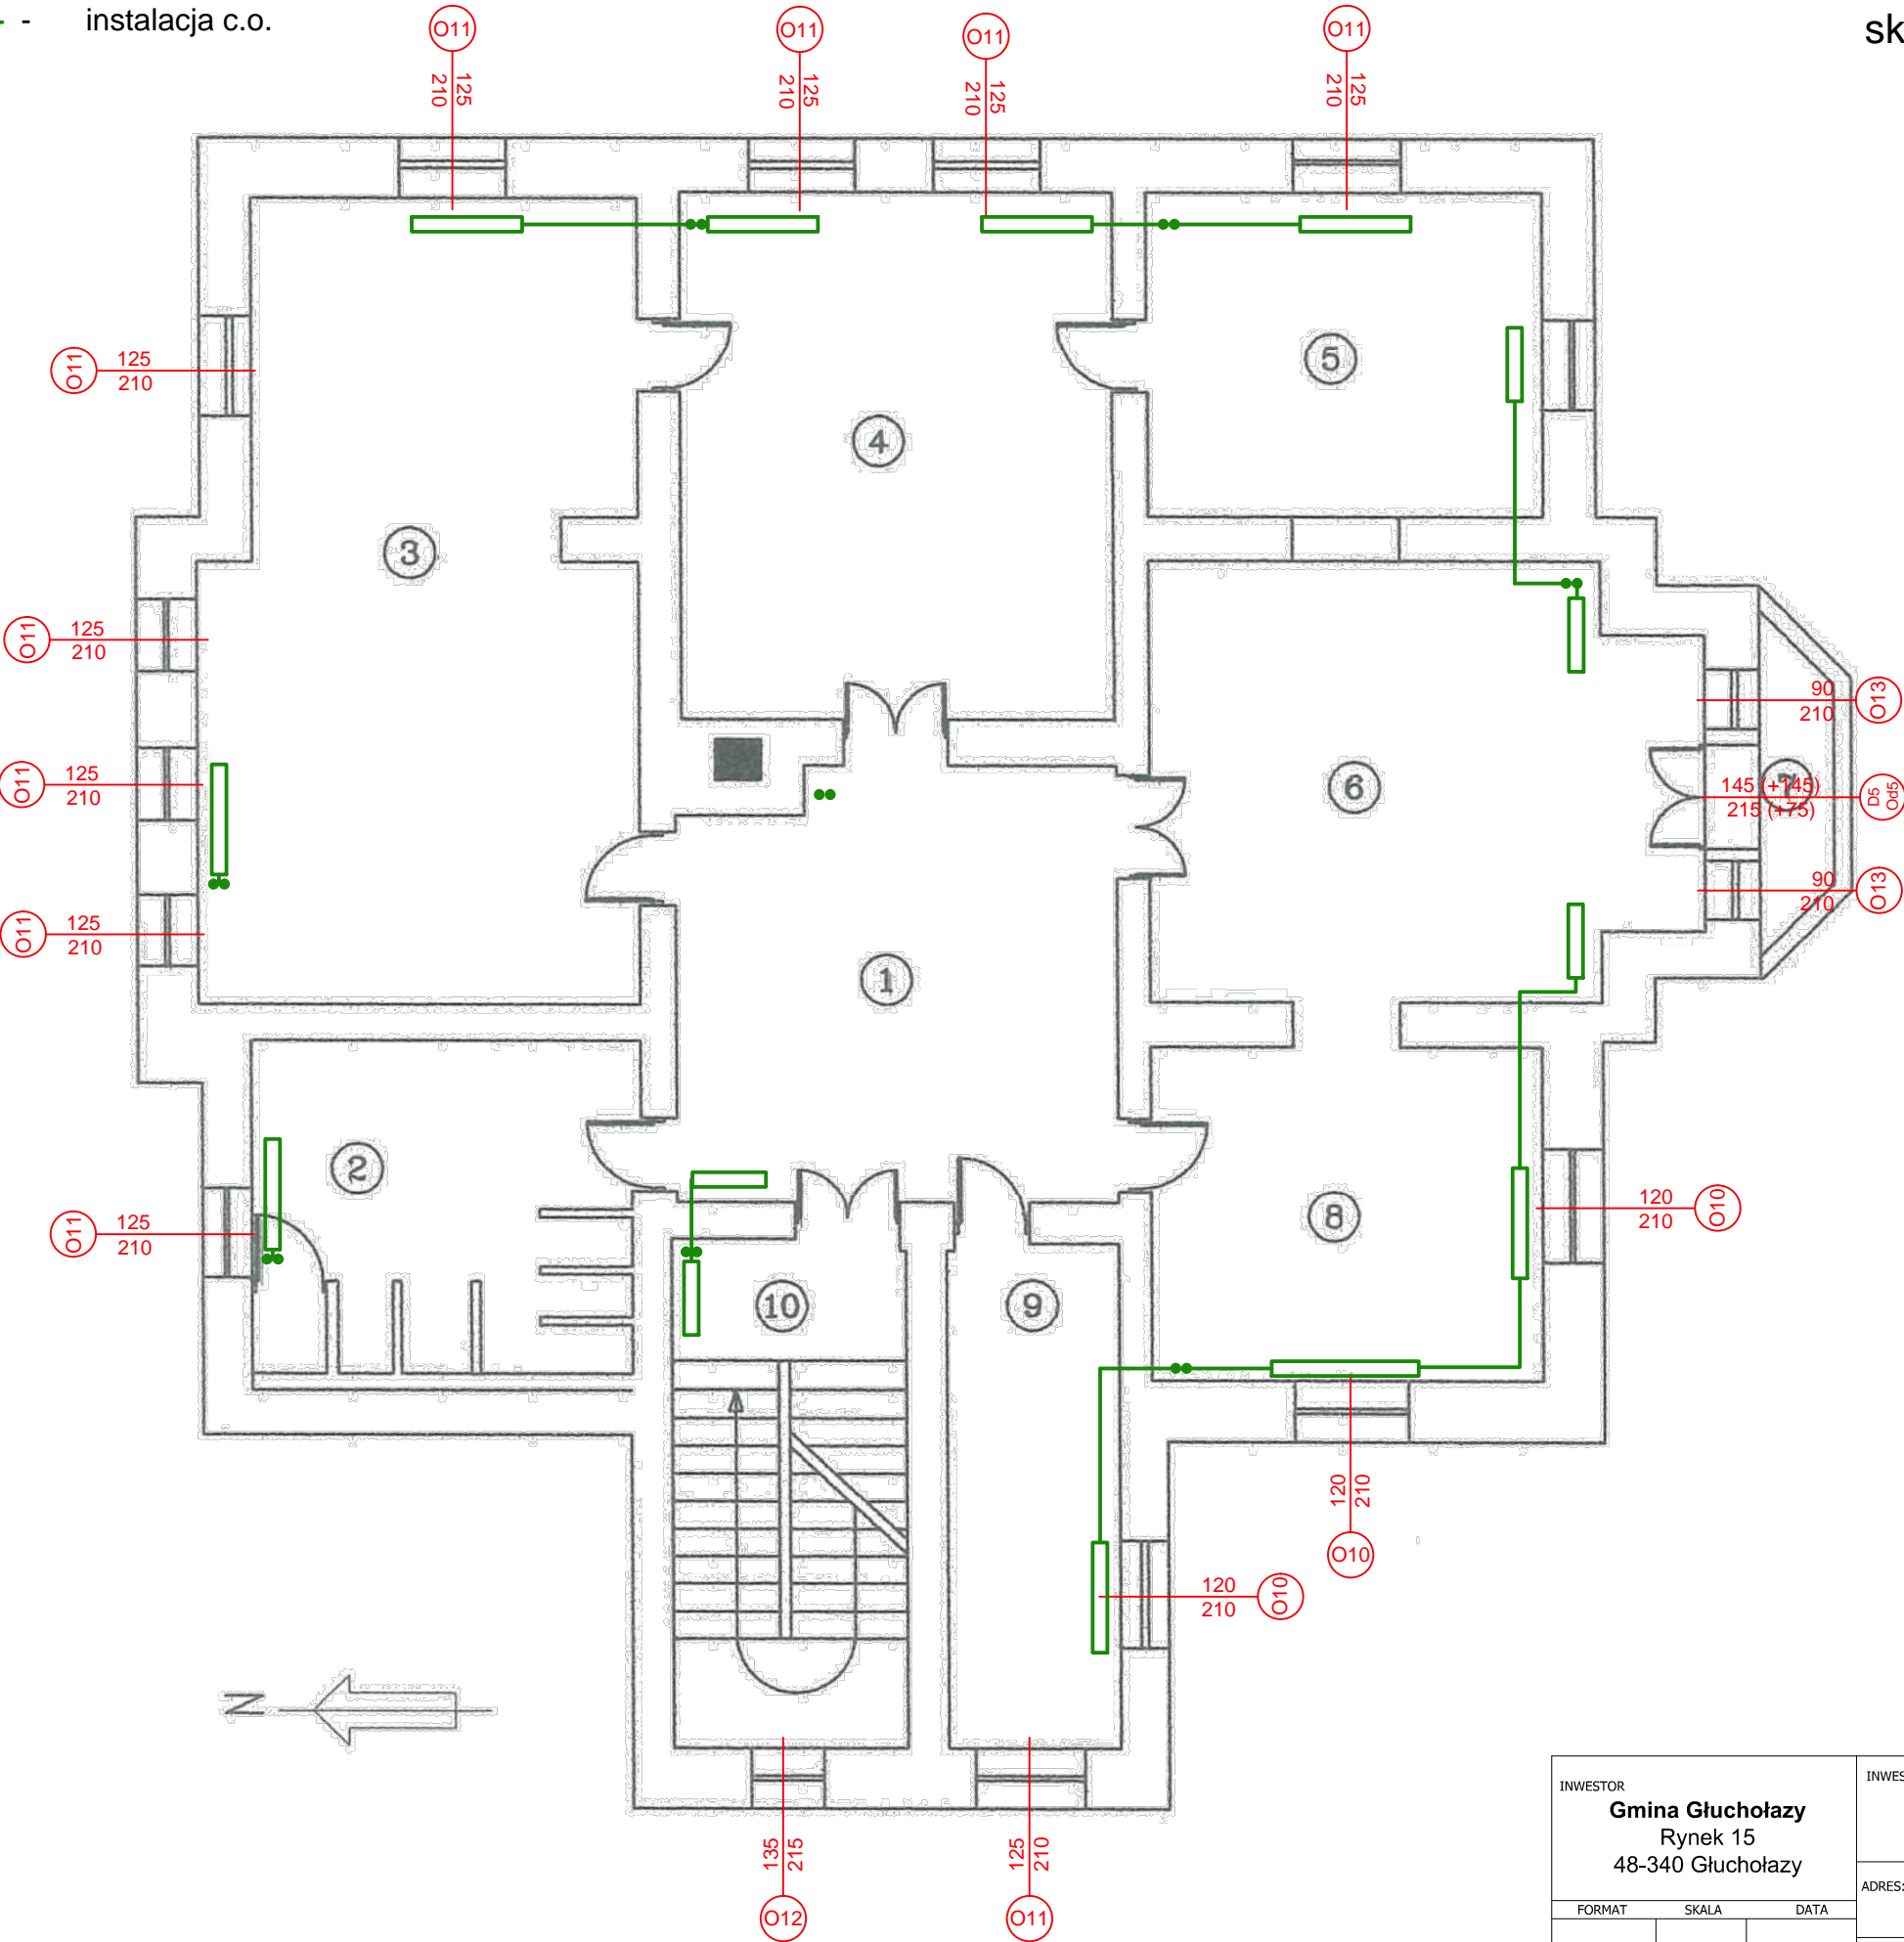 - instalacja c.o.
sk
O11
O11
O11
O11
125
210
125
210
125
210
125
210
O11
125
210
5
4
3
O11
125
210
90
210
O13
O11
125
210
6
7
145 (+145)
215 (+75)
D5
Od5
90
210
O13
O11
125
210
1
2
O11
125
210
8
120
210
O10
10
9
120
210
O10
120
210
O10
N
135
215
O12
125
210
O11
INWESTOR
Gmina Głuchołazy
Rynek 15
48-340 Głuchołazy
FORMAT
SKALA
DATA
INWES
ADRES: